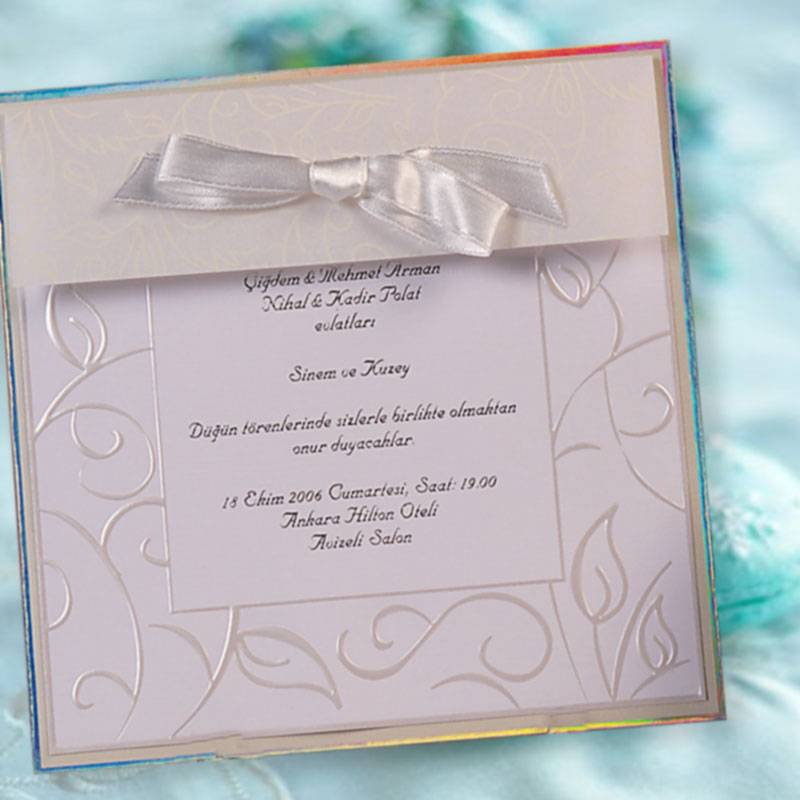 Çiğdem & Mehmet Arman
Nihal & Kadir Polat
evlatları
Sinem ve Kuzey
Düğün törenlerinde sizlerle birlikte olmaktan
onur duyacaklar.
18 Ekim 2006 Cumartesi, Saat: 19.00
Ankara Hilton Oteli
Avizeli Salon